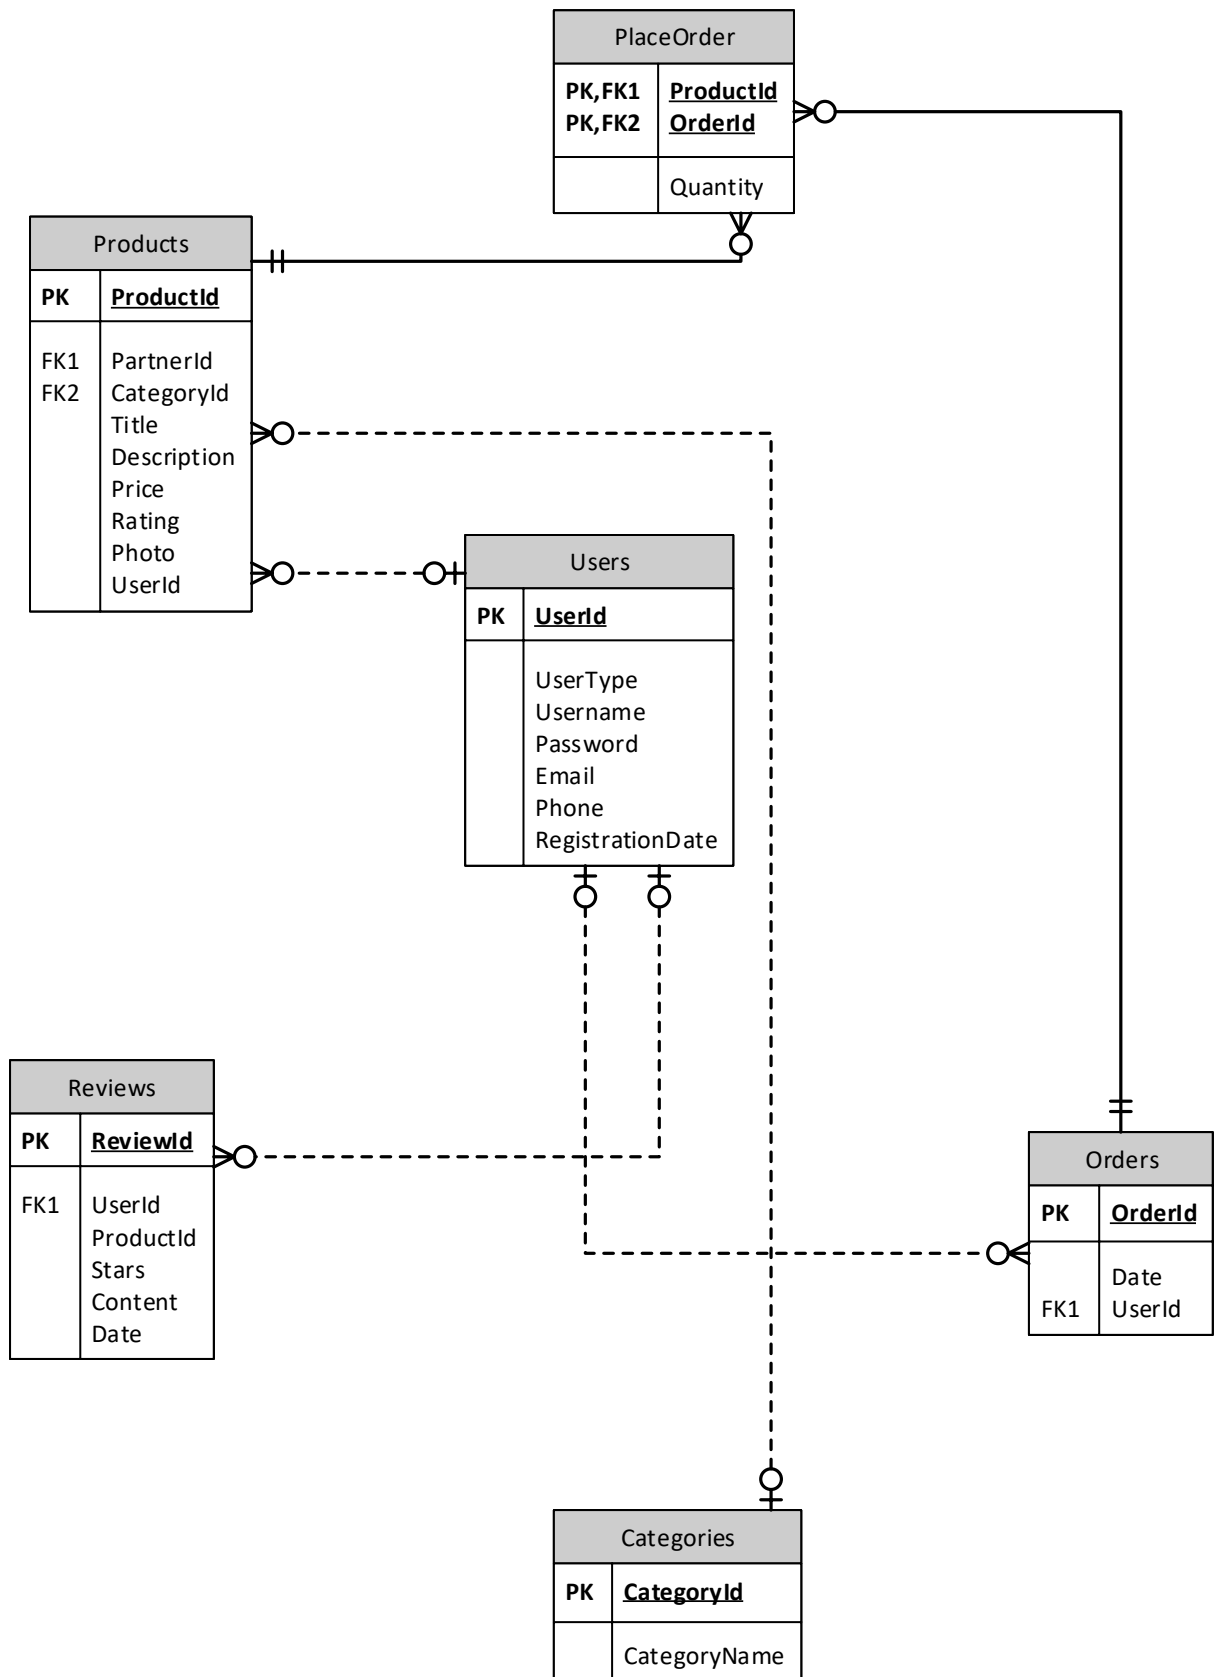 PlaceOrder
PK,FK1 ProductId
PK,FK2 OrderId
Quantity
Products
PK ProductId
FK1 PartnerId
FK2 CategoryId
Title
Description
Price
Rating
Photo
UserId
Users
PK UserId
UserType
Username
Password
Email
Phone
RegistrationDate
Reviews
PK ReviewId
FK1 UserId
ProductId
Stars
Content
Date
Orders
PK OrderId
Date
FK1 UserId
Categories
PK CategoryId
CategoryName